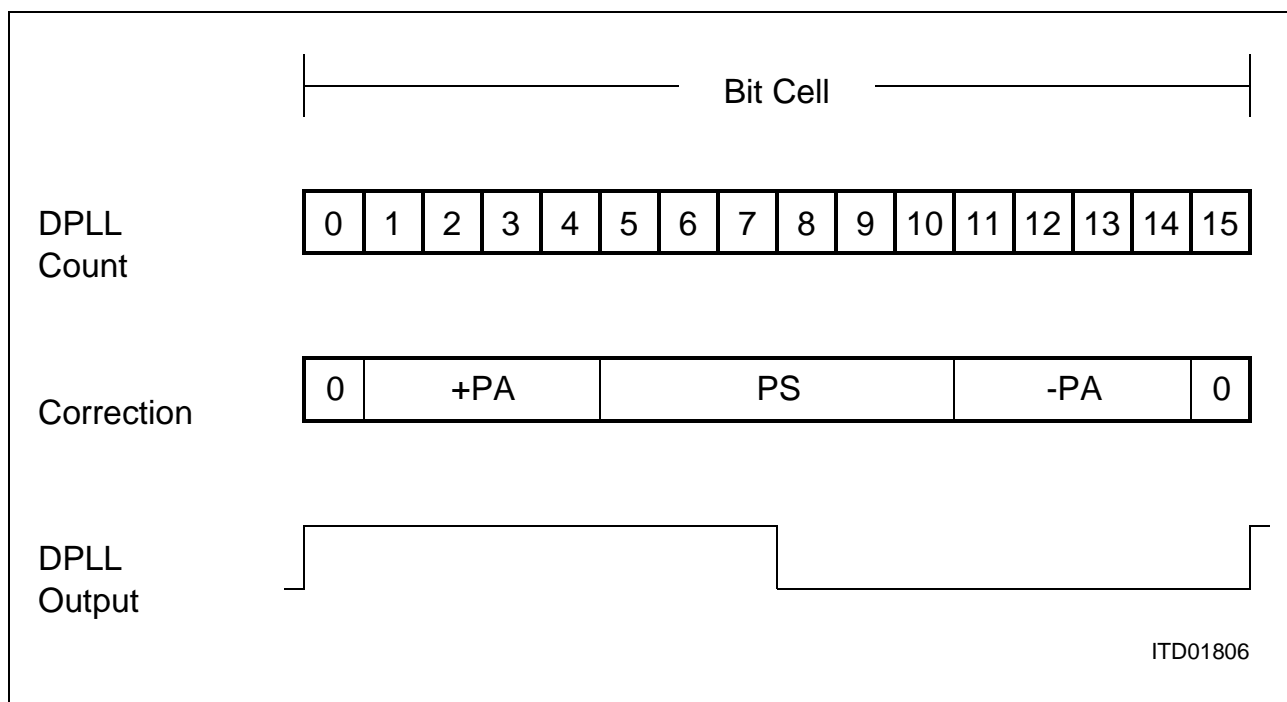 Bit Cell
DPLL
Count
0 1 2 3 4 5 6 7 8 9 10 11 12 13 14 15
Correction
0 +PA PS -PA 0
DPLL
Output
ITD01806